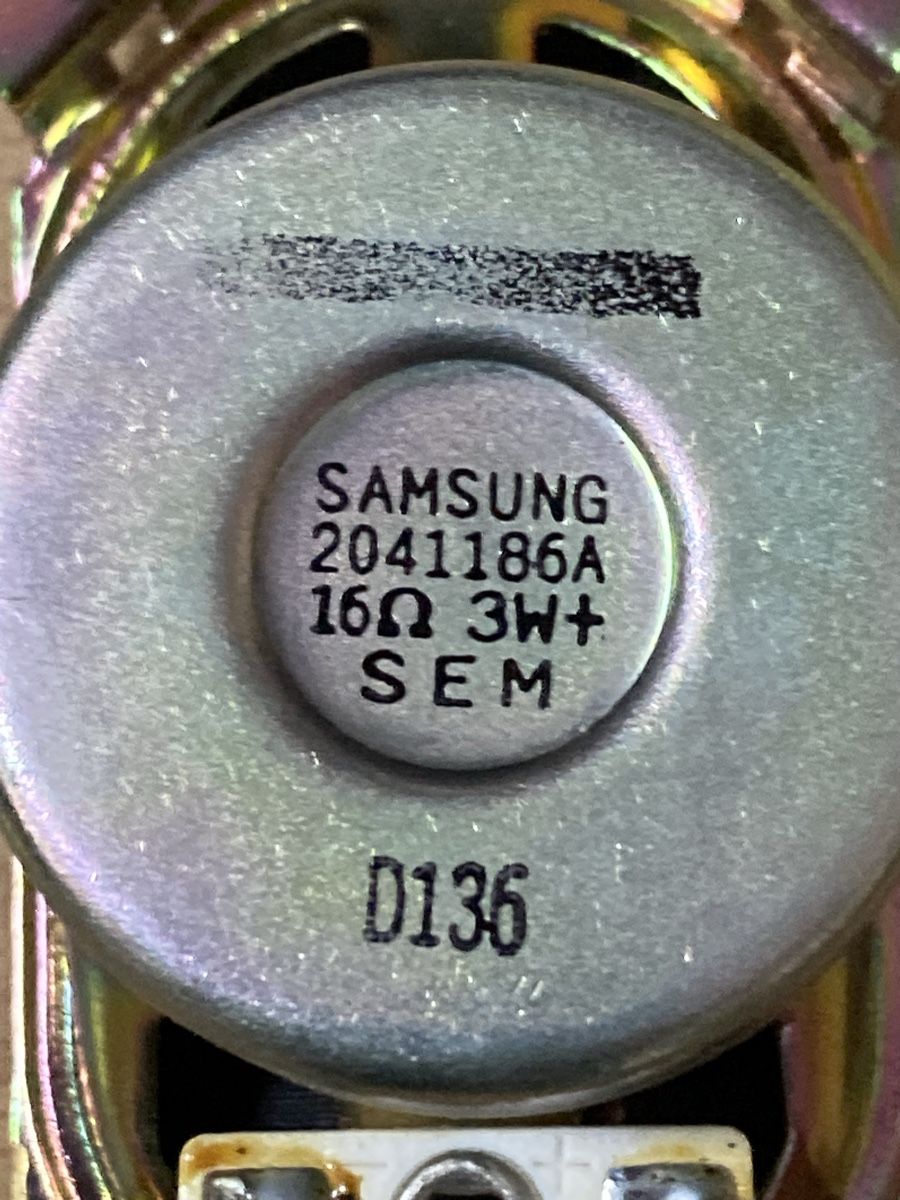 SAMSUNG
2041186A
16Ω 3W+
SEM
D136